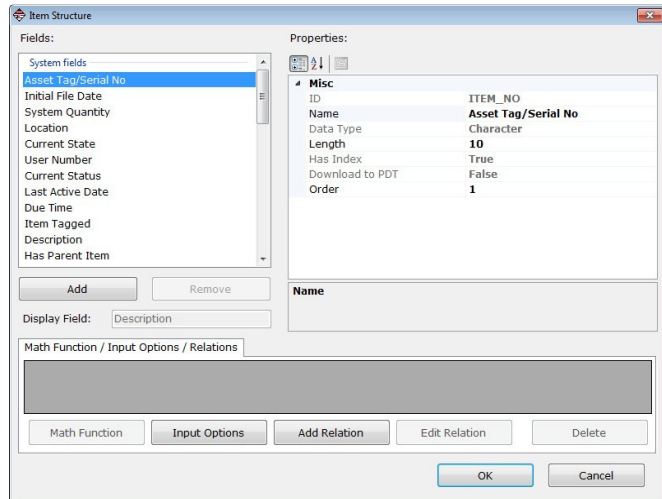 Item Structure
Fields:
System fields
Asset Tag/Serial No
Initial File Date
System Quantity
Location
Current State
User Number
Current Status
Last Active Date
Due Time
Item Tagged
Description
Has Parent Item
Add Remove
Display Field: Description
Properties:
Misc
ID ITEM_NO
Name Asset Tag/Serial No
Data Type Character
Length 10
Has Index True
Download to PDT False
Order 1
Name
Math Function / Input Options / Relations
Math Function Input Options Add Relation Edit Relation Delete
OK Cancel